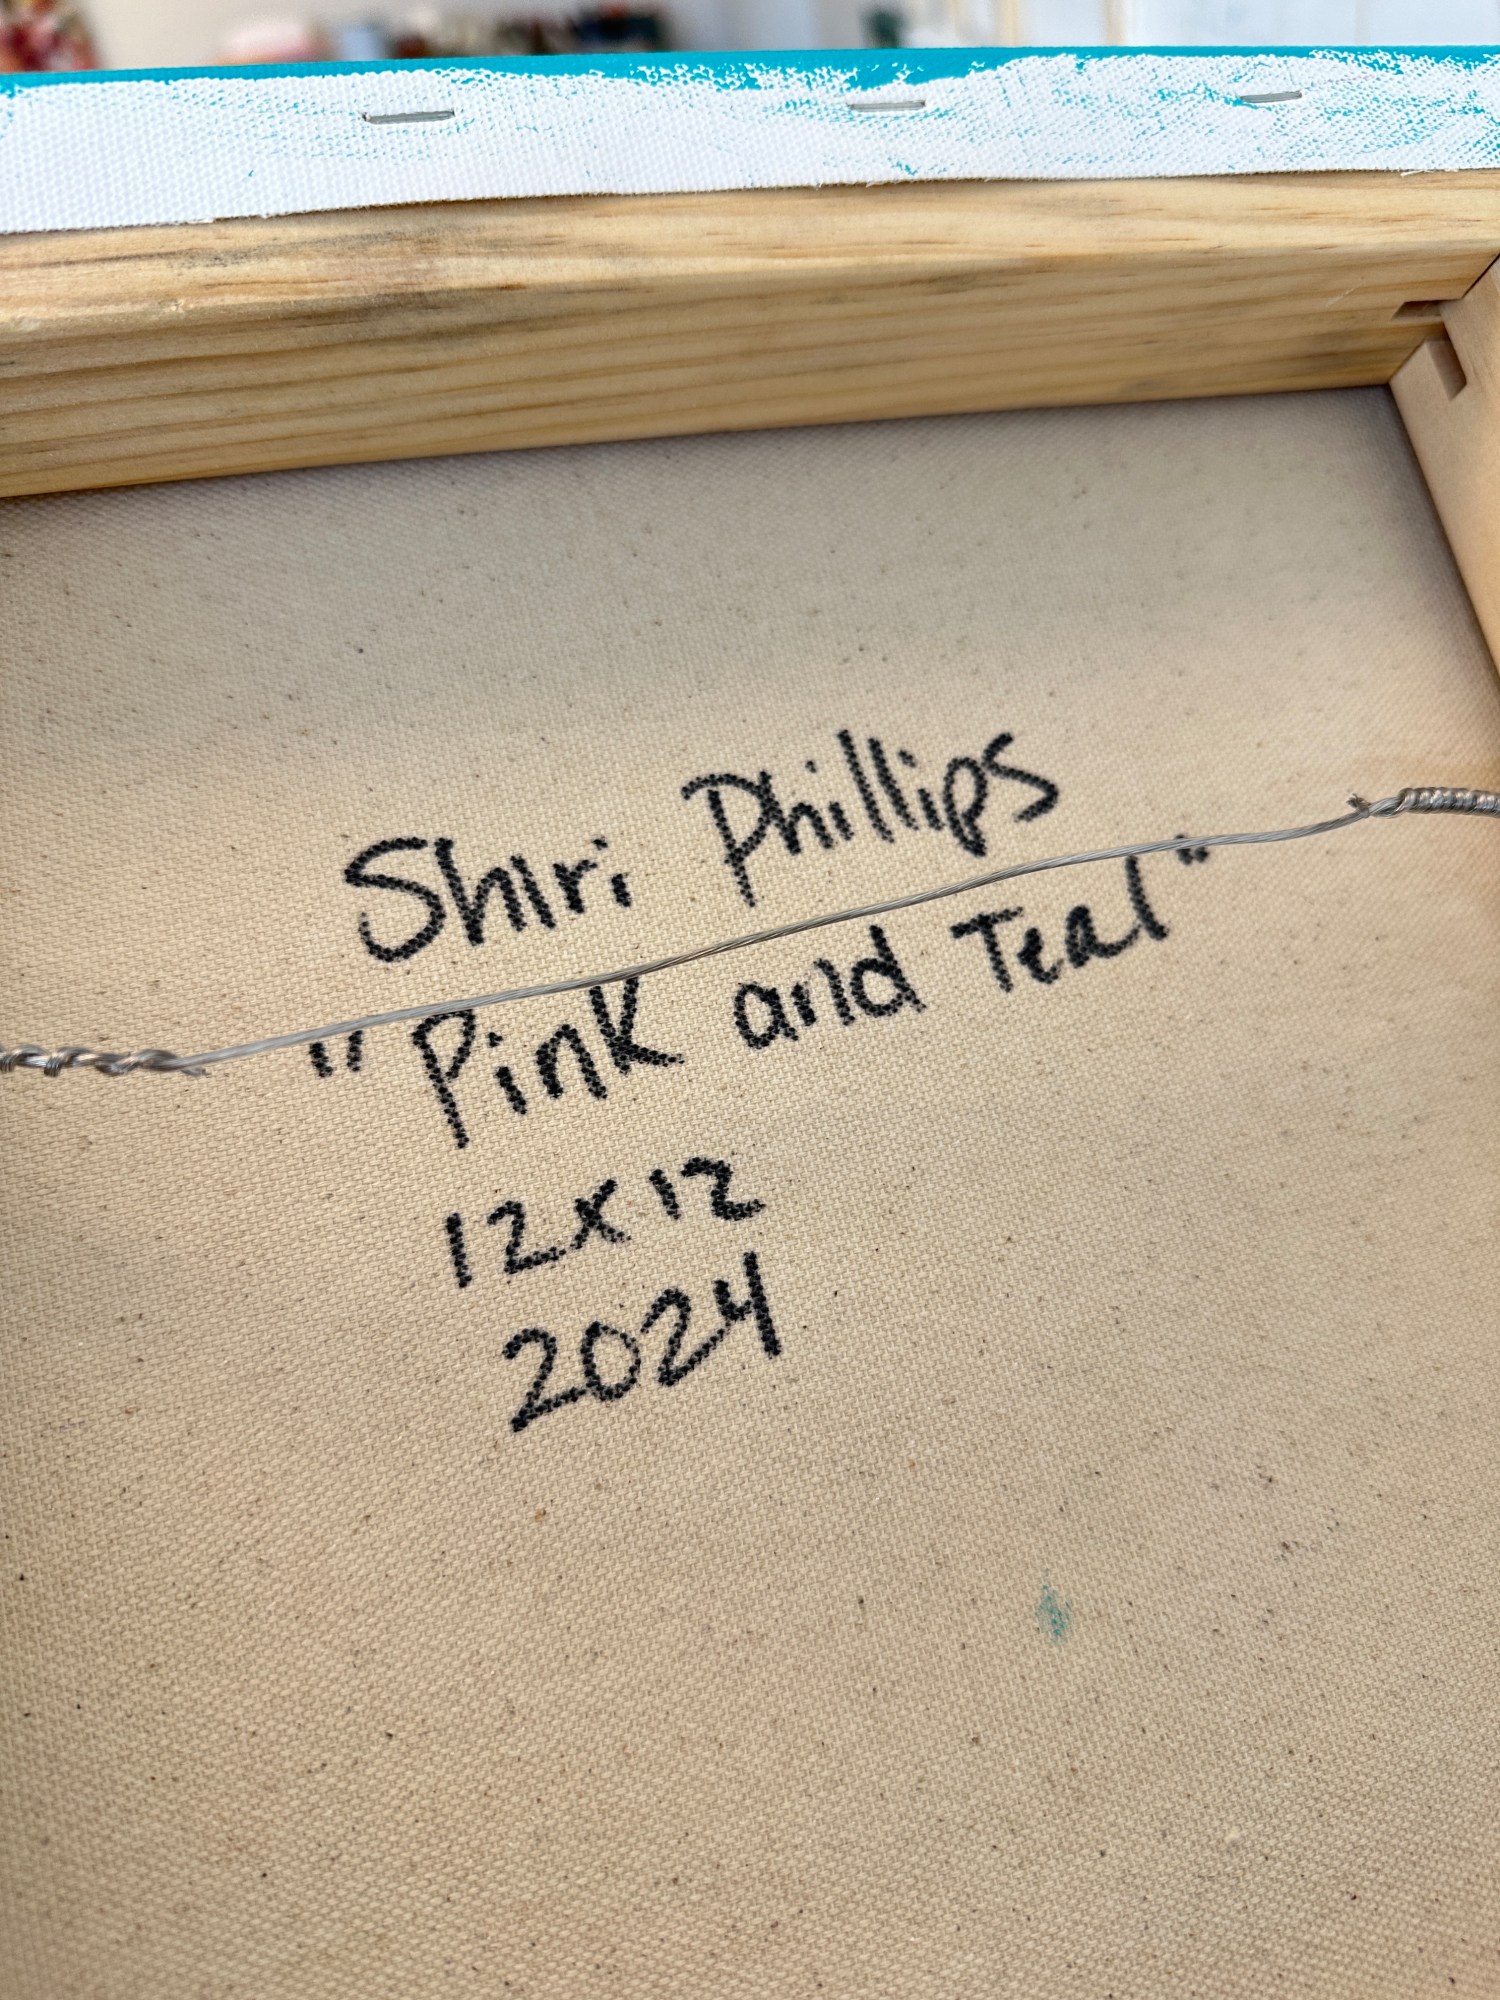 Shiri Phillips
"Pink and Teal"
12x12
2024